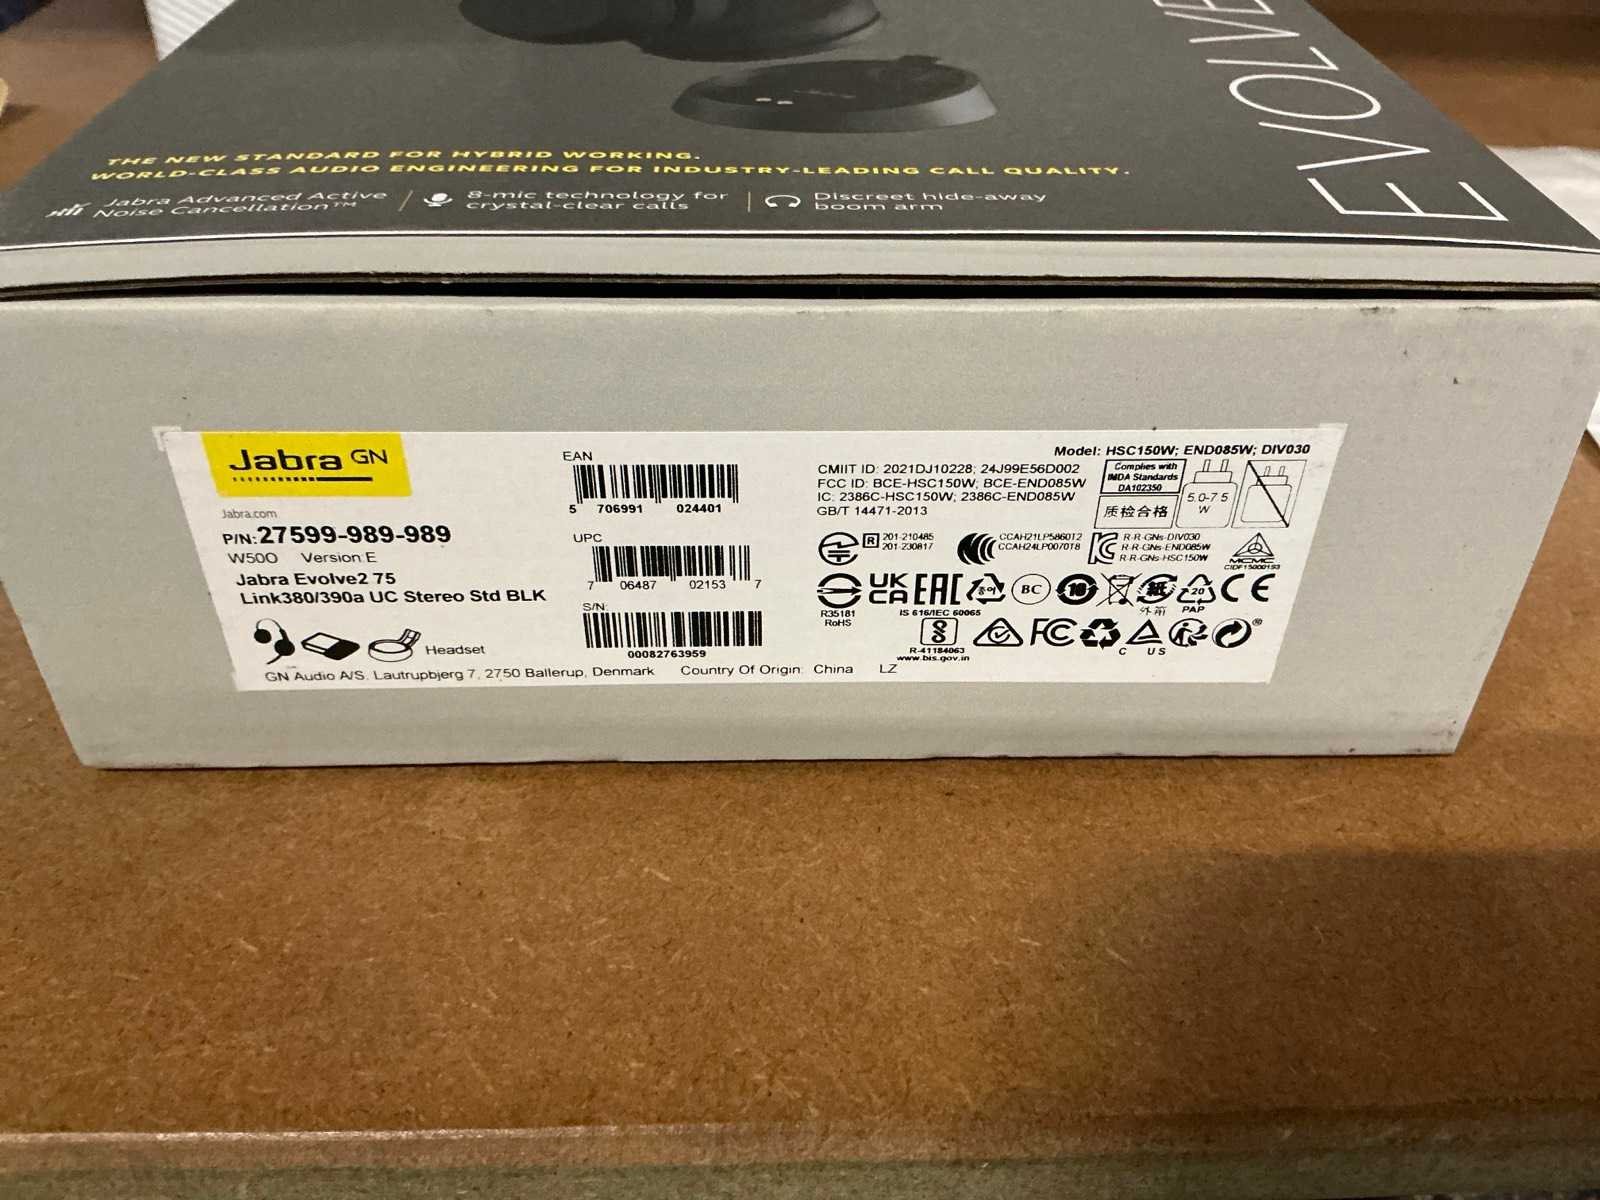 EVOLVE
THE NEW STANDARD FOR HYBRID WORKING.
WORLD-CLASS AUDIO ENGINEERING FOR INDUSTRY-LEADING CALL QUALITY.
Jabra Advanced Active
Noise Cancellation™
8-mic technology for
crystal-clear calls
Discreet hide-away
boom arm
Jabra GN
Jabra.com
P/N:27599-989-989
W500 Version:E
Jabra Evolve2 75
Link380/390a UC Stereo Std BLK
Headset
GN Audio A/S. Lautrupbjerg 7, 2750 Ballerup, Denmark Country Of Origin: China LZ
EAN
5 706991 024401
UPC
7 06487 02153 7
S/N:
00082763959
Model: HSC150W; END085W; DIV030
CMIIT ID: 2021DJ10228; 24J99E56D002
FCC ID: BCE-HSC150W; BCE-END085W
IC: 2386C-HSC150W; 2386C-END085W
GB/T 14471-2013
Complies with
IMDA Standards
DA102350
质检合格
5.0-7.5
W
R 201-210485
201-230817
CCAH21LP5860T2
CCAH24LP0070T8
R-R-GNs-DIV030
R-R-GNs-END085W
R-R-GNs-HSC150W
MCMC
CIDF15000193
R35181
RoHS
UK
CA
EAC
BC
10
紙
外箱
20
PAP
CE
IS 616/IEC 60065
R-41184063
www.bis.gov.in
FC
C US
®